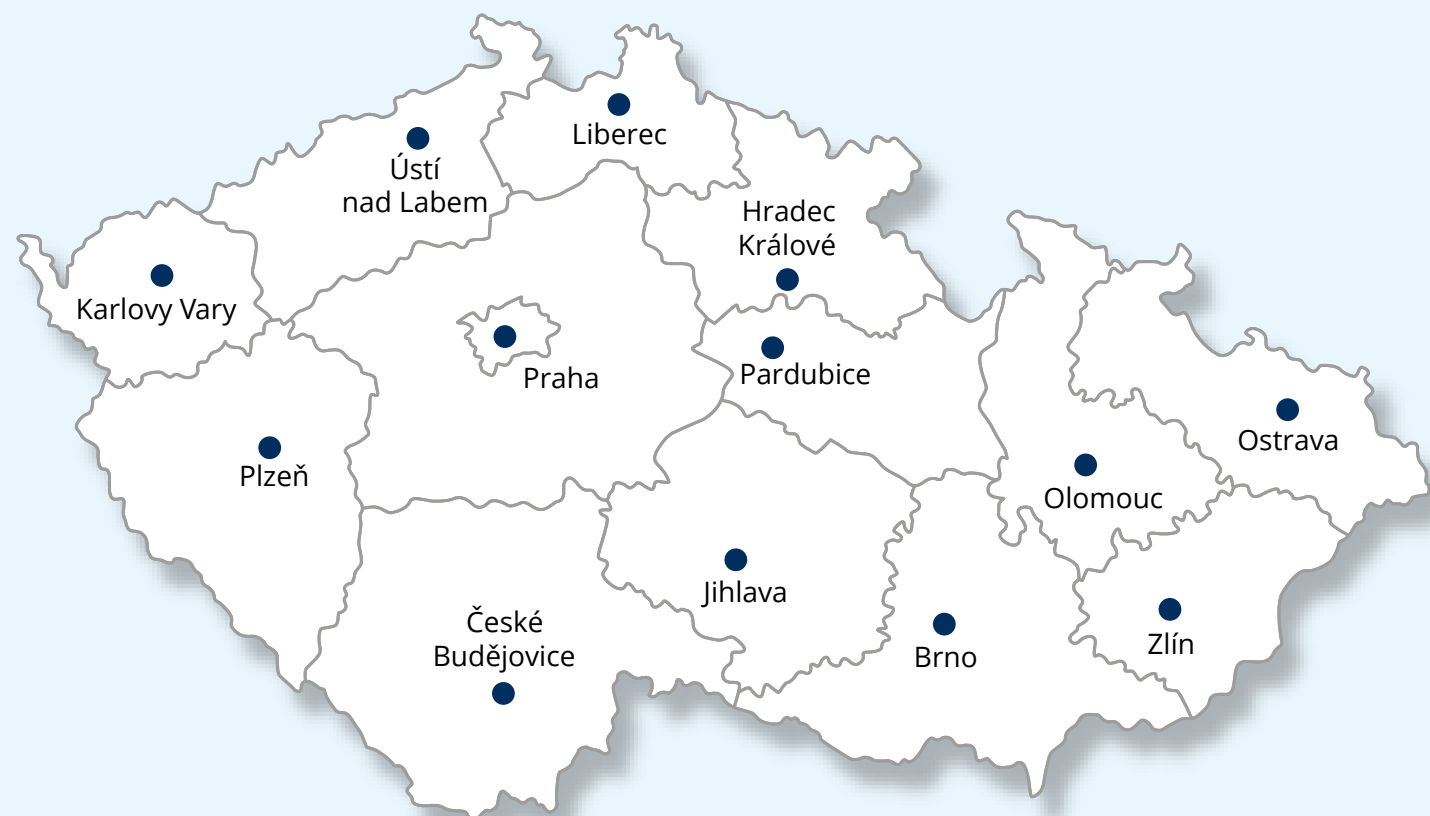 Liberec
Ústí
nad Labem
Hradec
Králové
Karlovy Vary
Praha
Pardubice
Ostrava
Plzeň
Olomouc
Jihlava
České
Budějovice
Brno
Zlín